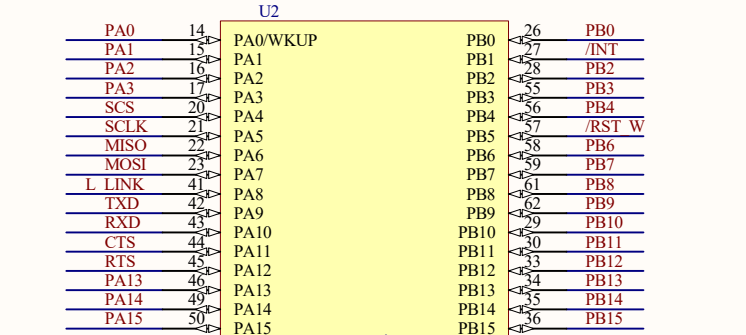 U2
PA0 14 PA0/WKUP PB0 26 PB0
PA1 15 PA1 PB1 27 /INT
PA2 16 PA2 PB2 28 PB2
PA3 17 PA3 PB3 55 PB3
SCS 20 PA4 PB4 56 PB4
SCLK 21 PA5 PB5 57 /RST_W
MISO 22 PA6 PB6 58 PB6
MOSI 23 PA7 PB7 59 PB7
L_LINK 41 PA8 PB8 61 PB8
TXD 42 PA9 PB9 62 PB9
RXD 43 PA10 PB10 29 PB10
CTS 44 PA11 PB11 30 PB11
RTS 45 PA12 PB12 33 PB12
PA13 46 PA13 PB13 34 PB13
PA14 49 PA14 PB14 35 PB14
PA15 50 PA15 PB15 36 PB15